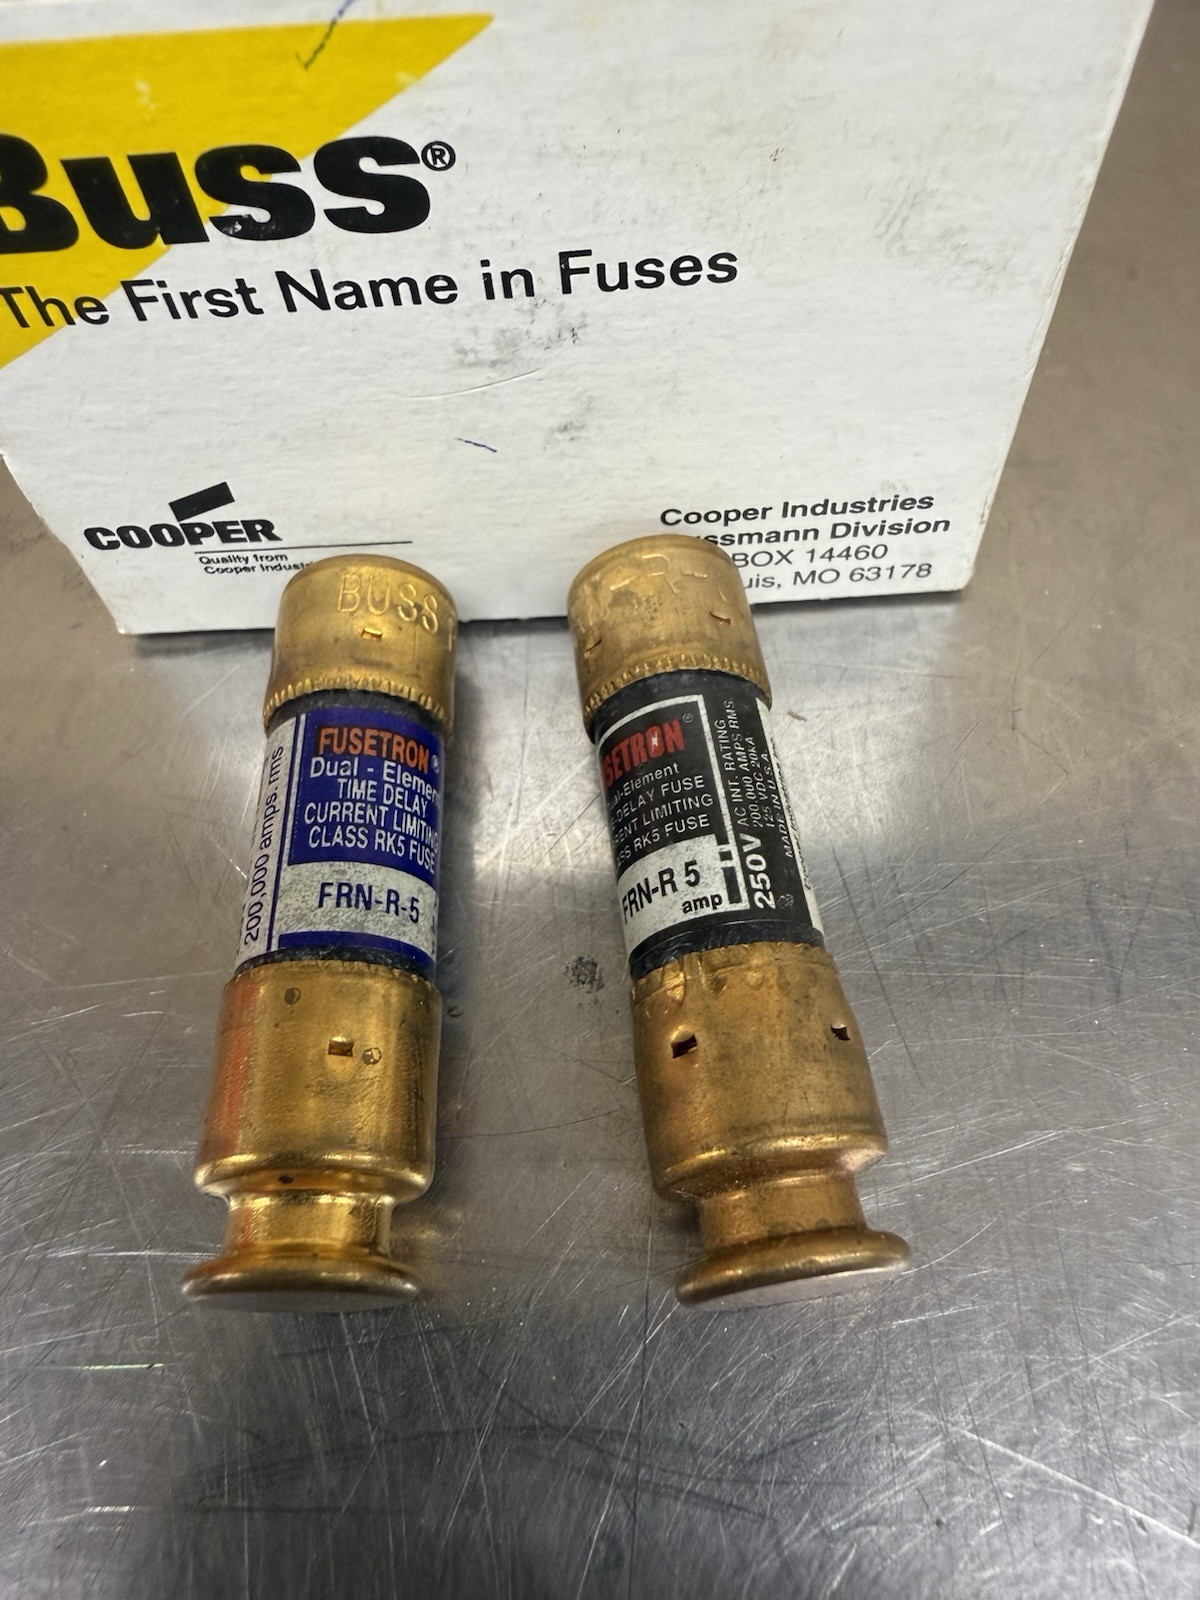 Buss®
The First Name in Fuses
COOPER
Quality from
Cooper Industries
Cooper Industries
Bussmann Division
BOX 14460
MO 63178
BUSS
FUSETRON®
Dual - Element
TIME DELAY
CURRENT LIMITING
CLASS RK5 FUSE
FRN-R-5
200,000 amps. rms
FUSETRON®
Dual-Element
DELAY FUSE
CURRENT LIMITING
CLASS RK5 FUSE
FRN-R 5
amp
250V
AC INT. RATING
200,000 AMPS RMS.
125 VDC 20kA
MADE IN U.S.A.